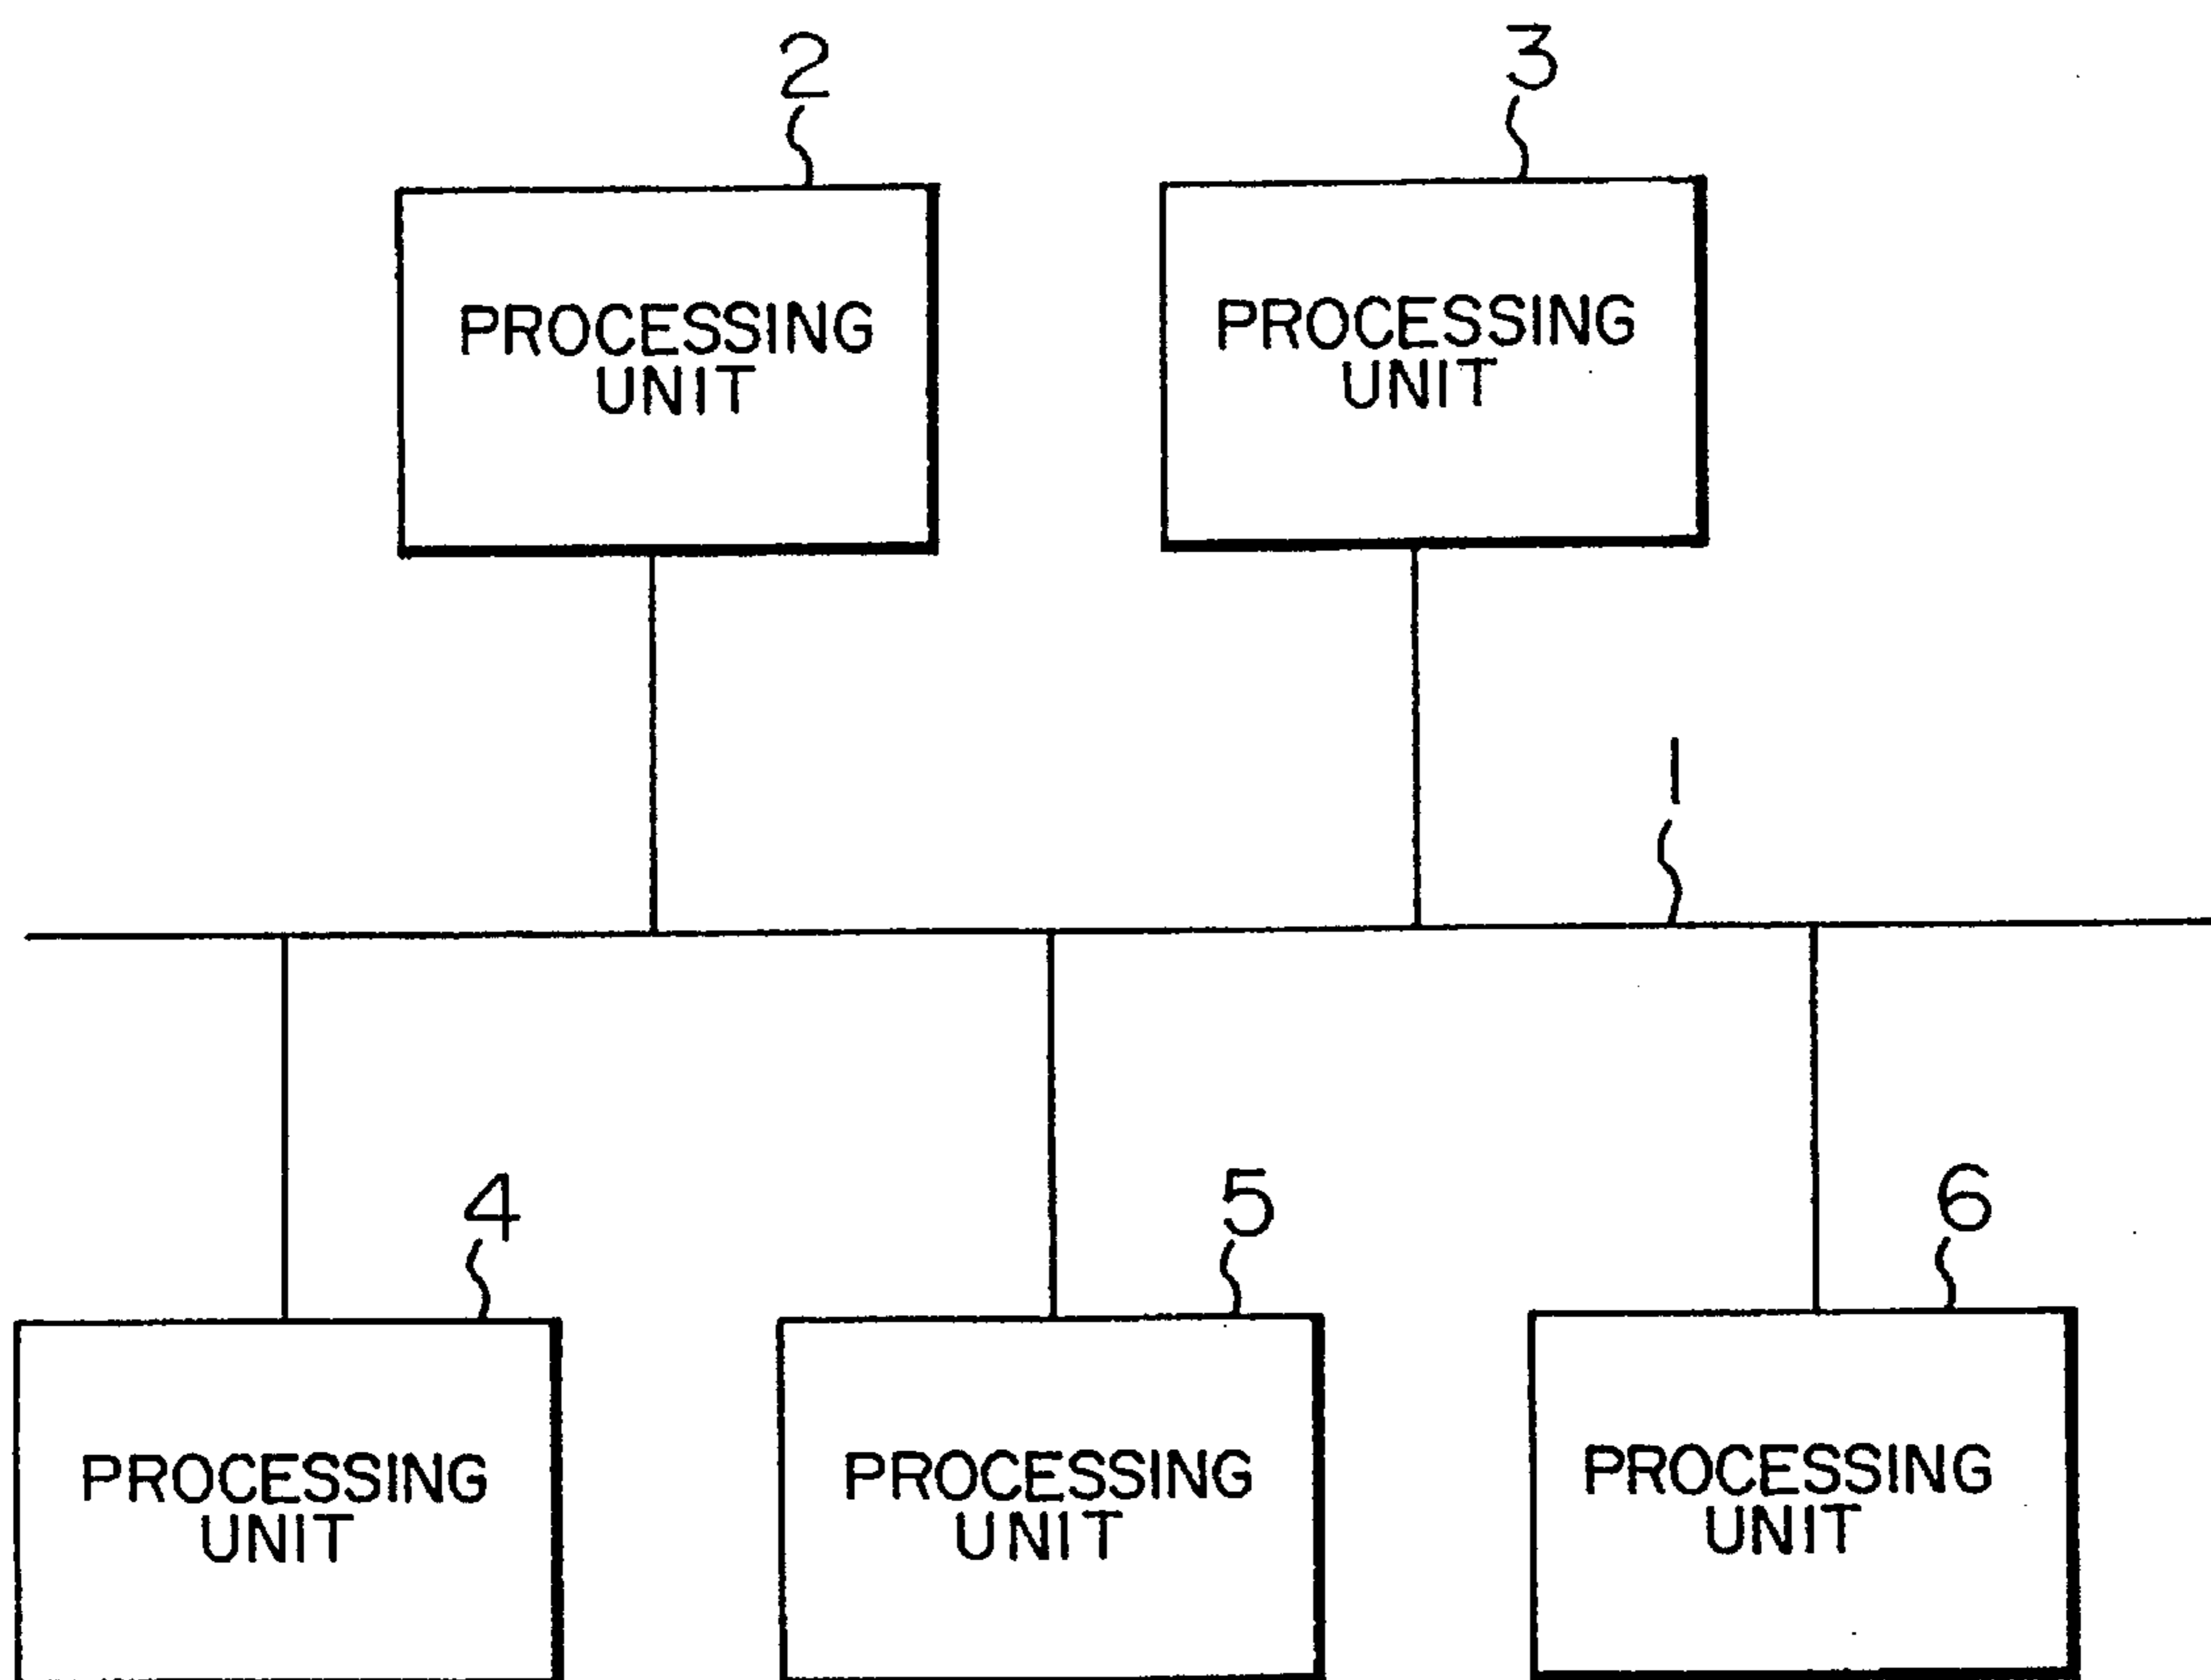 2
3
PROCESSING
UNIT
PROCESSING
UNIT
1
4
5
6
PROCESSING
UNIT
PROCESSING
UNIT
PROCESSING
UNIT